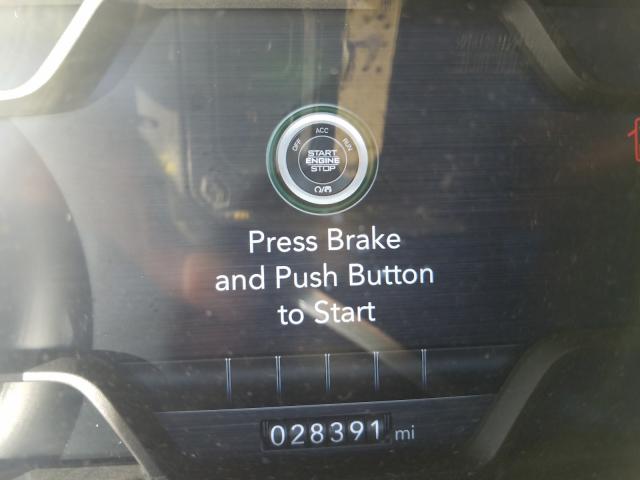 ACC
OFF
RUN
START
ENGINE
STOP
Press Brake
and Push Button
to Start
028391 mi